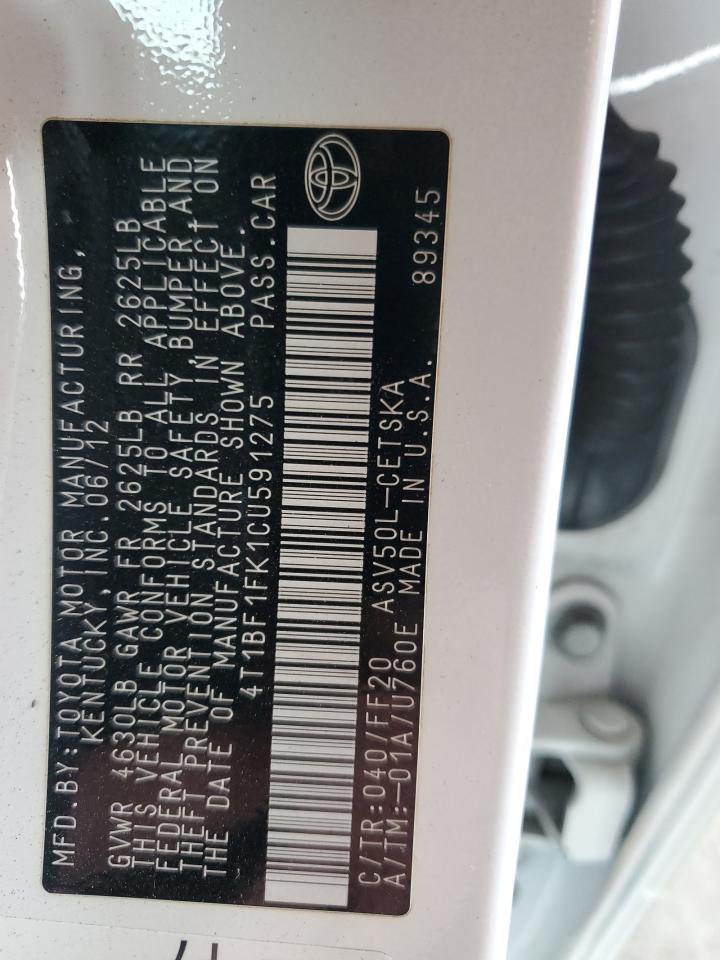 MFD.BY:TOYOTA MOTOR MANUFACTURING,
KENTUCKY,INC.06/12
GVWR 4630LB GAWR FR 2625LB RR 2625LB
THIS VEHICLE CONFORMS TO ALL APPLICABLE
FEDERAL MOTOR VEHICLE SAFETY,BUMPER AND
THEFT PREVENTION STANDARDS IN EFFECT ON
THE DATE OF MANUFACTURE SHOWN ABOVE.
4T1BF1FK1CU591275 PASS.CAR
C/TR:040/FF20 ASV50L-CETSKA 89345
A/TM:-01A/U760E MADE IN U.S.A.